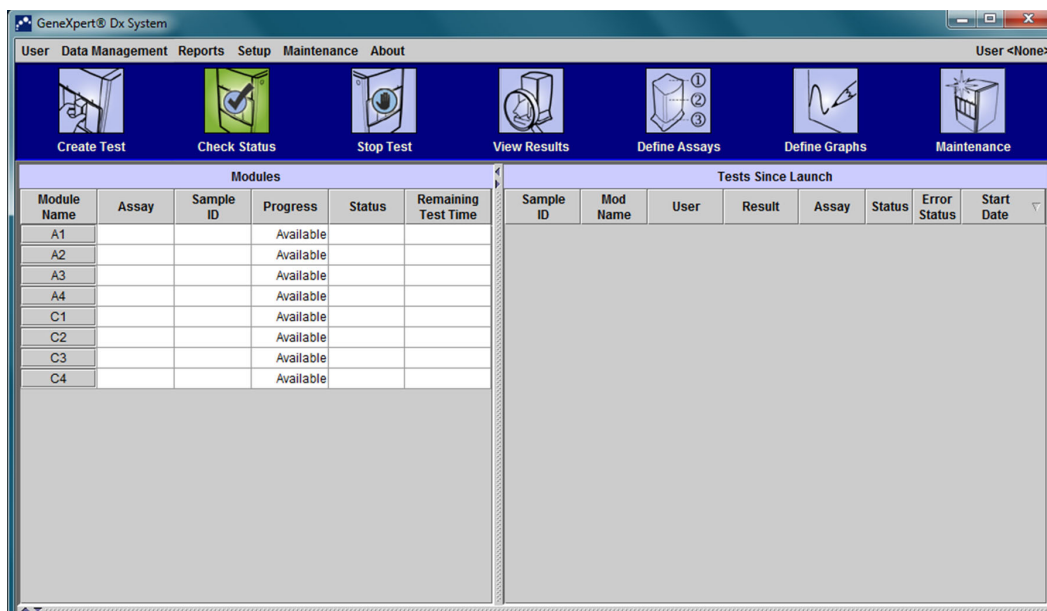 GeneXpert® Dx System
User Data Management Reports Setup Maintenance About User <None>
① ② ③
Create Test Check Status Stop Test View Results Define Assays Define Graphs Maintenance
Modules Tests Since Launch
Module Name Assay Sample ID Progress Status Remaining Test Time Sample ID Mod Name User Result Assay Status Error Status Start Date
A1 Available
A2 Available
A3 Available
A4 Available
C1 Available
C2 Available
C3 Available
C4 Available